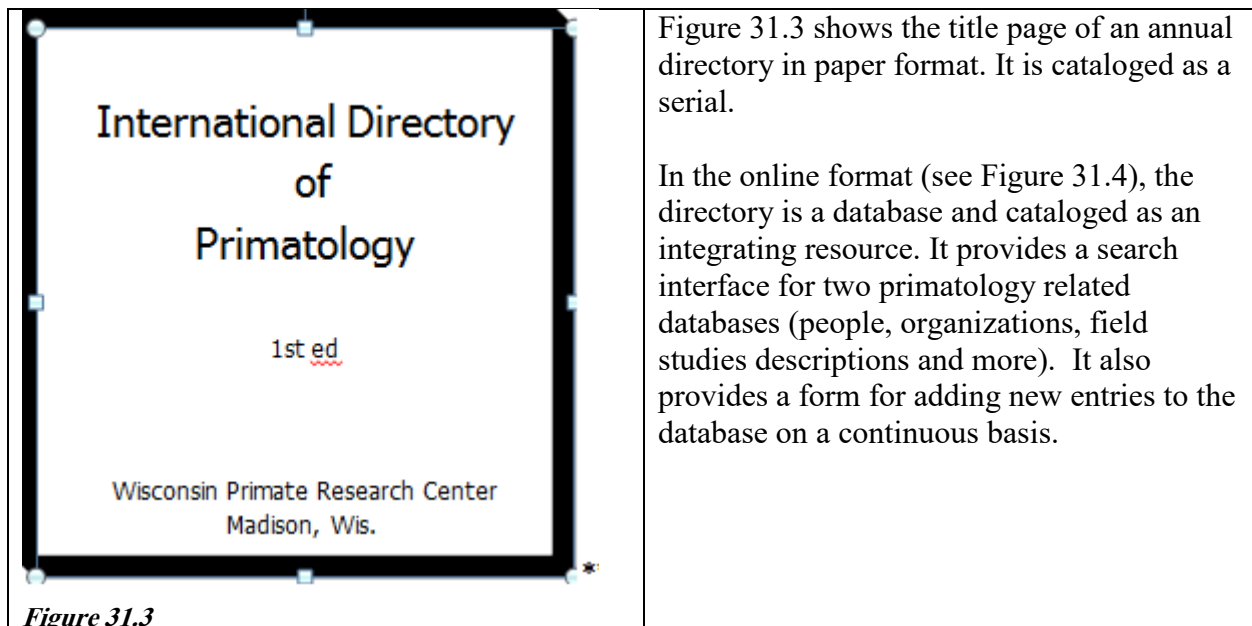 International Directory
of
Primatology
1st ed
Wisconsin Primate Research Center
Madison, Wis.
*
Figure 31.3
Figure 31.3 shows the title page of an annual
directory in paper format. It is cataloged as a
serial.
In the online format (see Figure 31.4), the
directory is a database and cataloged as an
integrating resource. It provides a search
interface for two primatology related
databases (people, organizations, field
studies descriptions and more).  It also
provides a form for adding new entries to the
database on a continuous basis.